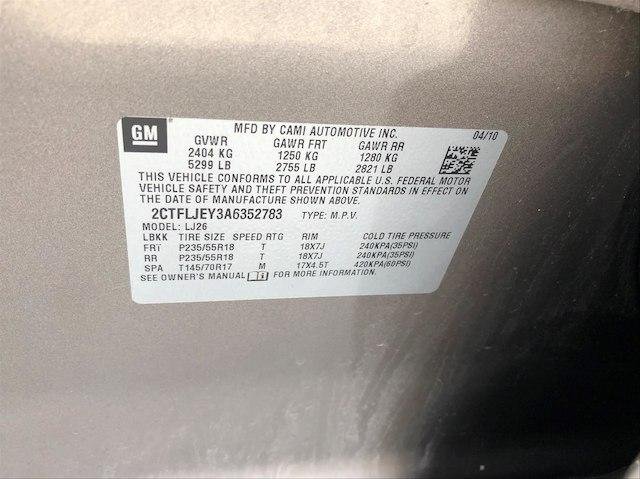 GM
MFD BY CAMI AUTOMOTIVE INC. 04/10
GVWR GAWR FRT GAWR RR
2404 KG 1250 KG 1280 KG
5299 LB 2755 LB 2821 LB
THIS VEHICLE CONFORMS TO ALL APPLICABLE U.S. FEDERAL MOTOR
VEHICLE SAFETY AND THEFT PREVENTION STANDARDS IN EFFECT ON
THE DATE OF MANUFACTURE SHOWN ABOVE.
2CTFLJEY3A6352783 TYPE: M.P.V.
MODEL: LJ26
LBKK TIRE SIZE SPEED RTG RIM COLD TIRE PRESSURE
FRT P235/55R18 T 18X7J 240KPA(35PSI)
RR P235/55R18 T 18X7J 240KPA(35PSI)
SPA T145/70R17 M 17X4.5T 420KPA(60PSI)
SEE OWNER'S MANUAL FOR MORE INFORMATION.